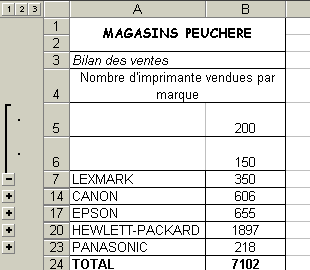 1 2 3
A B
1 MAGASINS PEUCHERE
2
3 Bilan des ventes
4 Nombre d'imprimante vendues par
marque
5 200
6 150
7 LEXMARK 350
14 CANON 606
17 EPSON 655
20 HEWLETT-PACKARD 1897
23 PANASONIC 218
24 TOTAL 7102